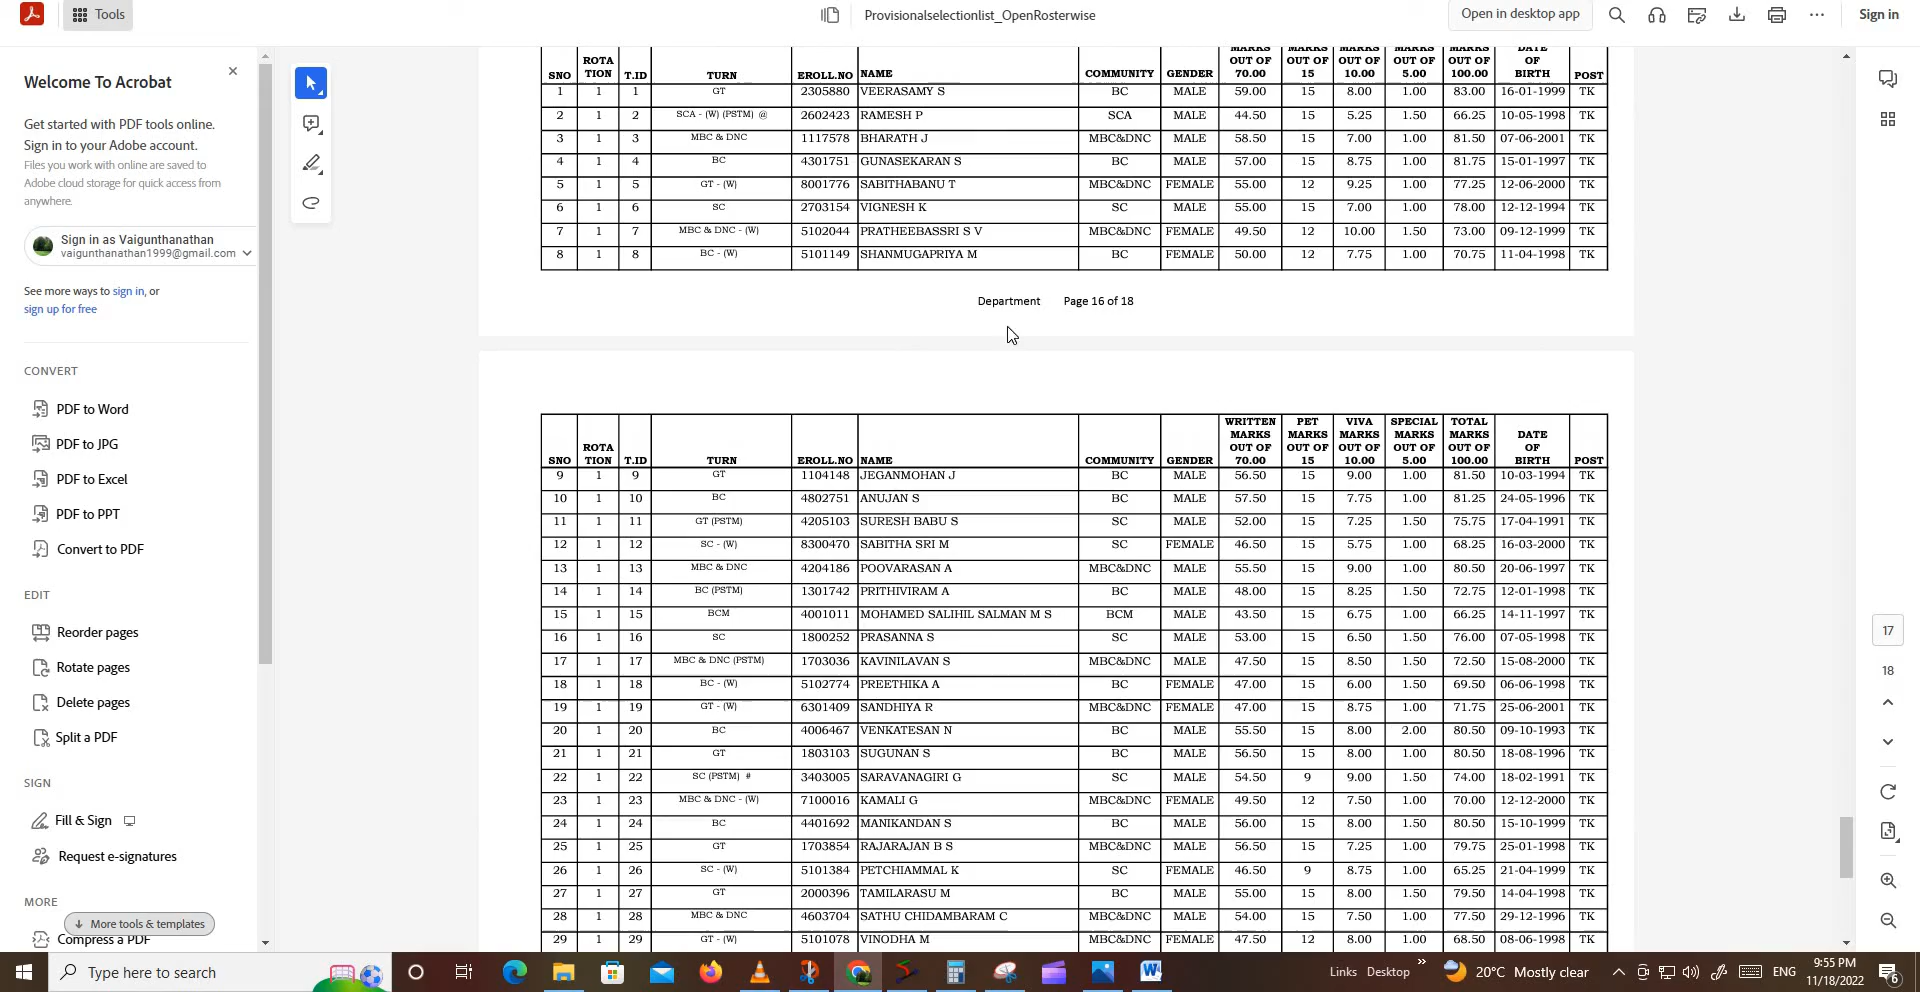 Tools
Provisionalselectionlist_OpenRosterwise
Open in desktop app
Sign in
Welcome To Acrobat
Get started with PDF tools online.
Sign in to your Adobe account.
Files you work with online are saved to
Adobe cloud storage for quick access from
anywhere.
Sign in as Vaigunthanathan
vaigunthanathan1999@gmail.com
See more ways to sign in, or
sign up for free
CONVERT
PDF to Word
PDF to JPG
PDF to Excel
PDF to PPT
Convert to PDF
EDIT
Reorder pages
Rotate pages
Delete pages
Split a PDF
SIGN
Fill & Sign
Request e-signatures
MORE
More tools & templates
Compress a PDF
MARKS MARKS MARKS MARKS MARKS DATE
ROTA OUT OF OUT OF OUT OF OUT OF OUT OF OF
SNO TION T.ID TURN EROLL.NO NAME COMMUNITY GENDER 70.00 15 10.00 5.00 100.00 BIRTH POST
1 1 1 GT 2305880 VEERASAMY S BC MALE 59.00 15 8.00 1.00 83.00 16-01-1999 TK
2 1 2 SCA - (W) (PSTM) @ 2602423 RAMESH P SCA MALE 44.50 15 5.25 1.50 66.25 10-05-1998 TK
3 1 3 MBC & DNC 1117578 BHARATH J MBC&DNC MALE 58.50 15 7.00 1.00 81.50 07-06-2001 TK
4 1 4 BC 4301751 GUNASEKARAN S BC MALE 57.00 15 8.75 1.00 81.75 15-01-1997 TK
5 1 5 GT - (W) 8001776 SABITHABANU T MBC&DNC FEMALE 55.00 12 9.25 1.00 77.25 12-06-2000 TK
6 1 6 SC 2703154 VIGNESH K SC MALE 55.00 15 7.00 1.00 78.00 12-12-1994 TK
7 1 7 MBC & DNC - (W) 5102044 PRATHEEBASSRI S V MBC&DNC FEMALE 49.50 12 10.00 1.50 73.00 09-12-1999 TK
8 1 8 BC - (W) 5101149 SHANMUGAPRIYA M BC FEMALE 50.00 12 7.75 1.00 70.75 11-04-1998 TK
Department Page 16 of 18
WRITTEN PET VIVA SPECIAL TOTAL
MARKS MARKS MARKS MARKS MARKS DATE
ROTA OUT OF OUT OF OUT OF OUT OF OUT OF OF
SNO TION T.ID TURN EROLL.NO NAME COMMUNITY GENDER 70.00 15 10.00 5.00 100.00 BIRTH POST
9 1 9 GT 1104148 JEGANMOHAN J BC MALE 56.50 15 9.00 1.00 81.50 10-03-1994 TK
10 1 10 BC 4802751 ANUJAN S BC MALE 57.50 15 7.75 1.00 81.25 24-05-1996 TK
11 1 11 GT (PSTM) 4205103 SURESH BABU S SC MALE 52.00 15 7.25 1.50 75.75 17-04-1991 TK
12 1 12 SC - (W) 8300470 SABITHA SRI M SC FEMALE 46.50 15 5.75 1.00 68.25 16-03-2000 TK
13 1 13 MBC & DNC 4204186 POOVARASAN A MBC&DNC MALE 55.50 15 9.00 1.00 80.50 20-06-1997 TK
14 1 14 BC (PSTM) 1301742 PRITHIVIRAM A BC MALE 48.00 15 8.25 1.50 72.75 12-01-1998 TK
15 1 15 BCM 4001011 MOHAMED SALIHIL SALMAN M S BCM MALE 43.50 15 6.75 1.00 66.25 14-11-1997 TK
16 1 16 SC 1800252 PRASANNA S SC MALE 53.00 15 6.50 1.50 76.00 07-05-1998 TK
17 1 17 MBC & DNC (PSTM) 1703036 KAVINILAVAN S MBC&DNC MALE 47.50 15 8.50 1.50 72.50 15-08-2000 TK
18 1 18 BC - (W) 5102774 PREETHIKA A BC FEMALE 47.00 15 6.00 1.50 69.50 06-06-1998 TK
19 1 19 GT - (W) 6301409 SANDHIYA R MBC&DNC FEMALE 47.00 15 8.75 1.00 71.75 25-06-2001 TK
20 1 20 BC 4006467 VENKATESAN N BC MALE 55.50 15 8.00 2.00 80.50 09-10-1993 TK
21 1 21 GT 1803103 SUGUNAN S BC MALE 56.50 15 8.00 1.00 80.50 18-08-1996 TK
22 1 22 SC (PSTM) # 3403005 SARAVANAGIRI G SC MALE 54.50 9 9.00 1.50 74.00 18-02-1991 TK
23 1 23 MBC & DNC - (W) 7100016 KAMALI G MBC&DNC FEMALE 49.50 12 7.50 1.00 70.00 12-12-2000 TK
24 1 24 BC 4401692 MANIKANDAN S BC MALE 56.00 15 8.00 1.50 80.50 15-10-1999 TK
25 1 25 GT 1703854 RAJARAJAN B S MBC&DNC MALE 56.50 15 7.25 1.00 79.75 25-01-1998 TK
26 1 26 SC - (W) 5101384 PETCHIAMMAL K SC FEMALE 46.50 9 8.75 1.00 65.25 21-04-1999 TK
27 1 27 GT 2000396 TAMILARASU M BC MALE 55.00 15 8.00 1.50 79.50 14-04-1998 TK
28 1 28 MBC & DNC 4603704 SATHU CHIDAMBARAM C MBC&DNC MALE 54.00 15 7.50 1.00 77.50 29-12-1996 TK
29 1 29 GT - (W) 5101078 VINODHA M MBC&DNC FEMALE 47.50 12 8.00 1.00 68.50 08-06-1998 TK
17
18
Type here to search
W
Links Desktop
20°C Mostly clear
ENG
9:55 PM
11/18/2022
6